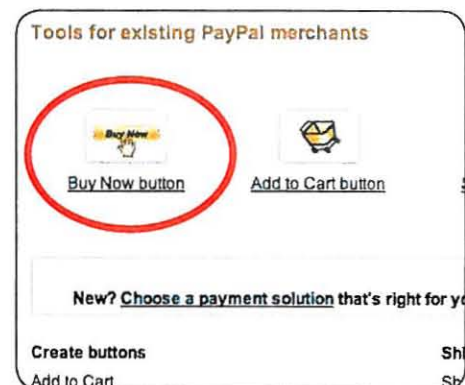 Tools for existing PayPal merchants
Buy Now
Buy Now button
Add to Cart button
New? Choose a payment solution that's right for
Create buttons
Add to Cart